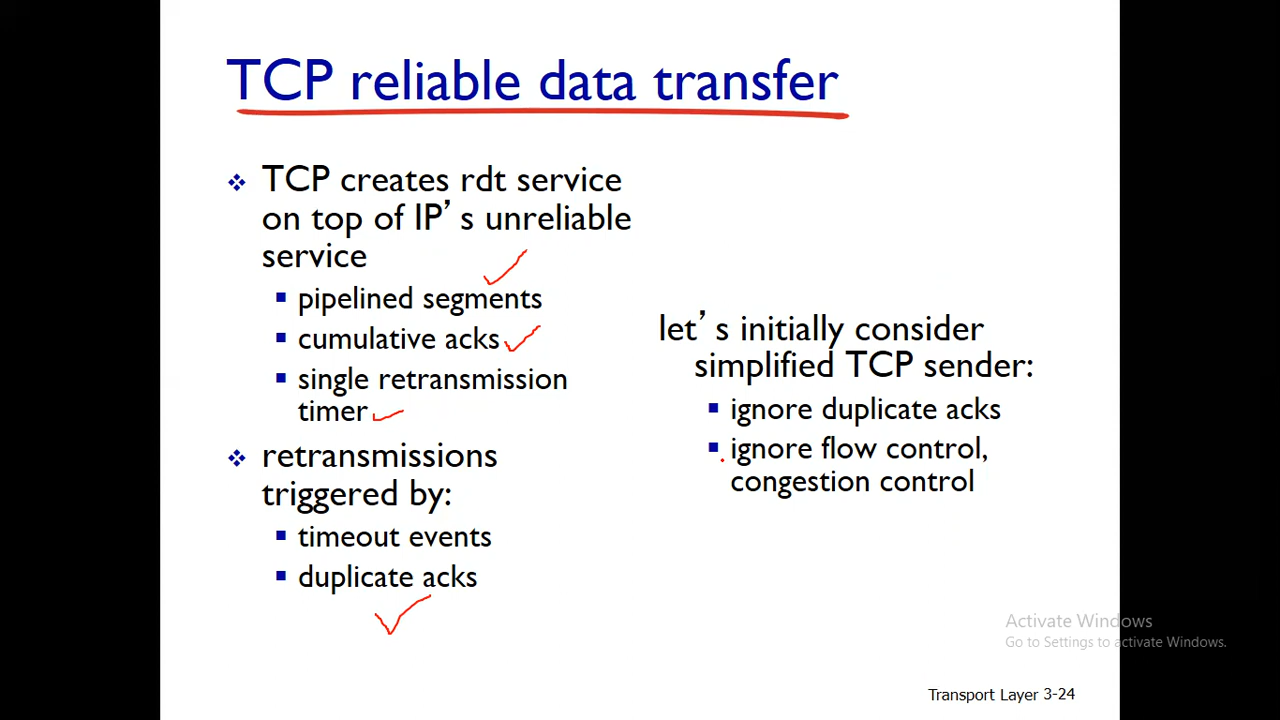 TCP reliable data transfer
TCP creates rdt service
on top of IP’s unreliable
service
pipelined segments
cumulative acks
single retransmission
timer
retransmissions
triggered by:
timeout events
duplicate acks
let’s initially consider
simplified TCP sender:
ignore duplicate acks
ignore flow control,
congestion control
Activate Windows
Go to Settings to activate Windows.
Transport Layer 3-24